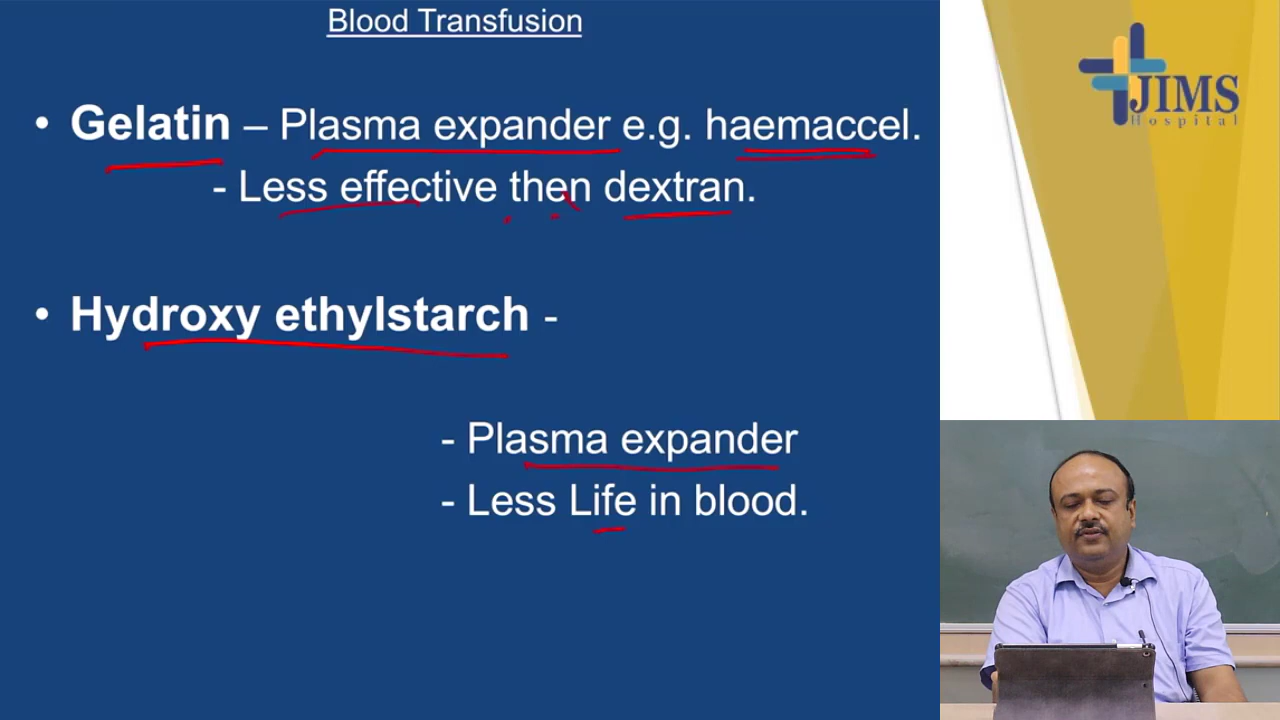 Blood Transfusion
• Gelatin – Plasma expander e.g. haemaccel.
- Less effective then dextran.
• Hydroxy ethylstarch -
- Plasma expander
- Less Life in blood.
JIMS
Hospital